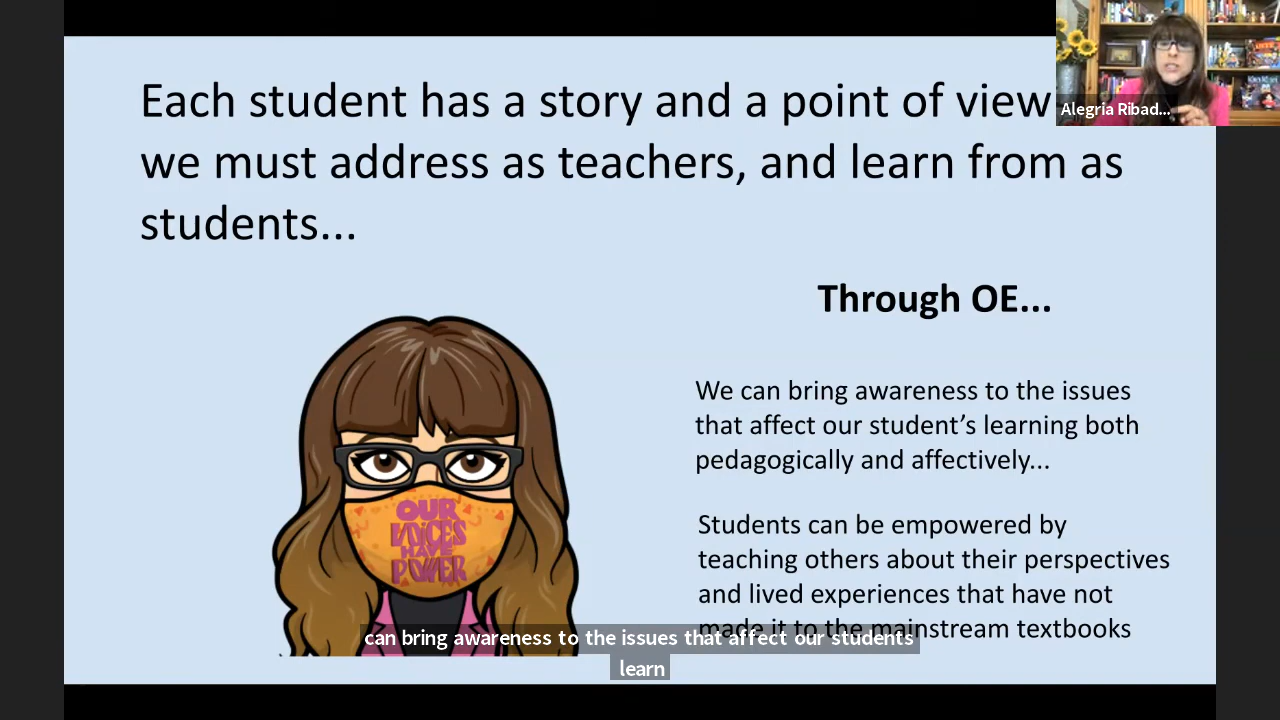 Each student has a story and a point of view
we must address as teachers, and learn from as
students...
Alegria Ribad...
Through OE...
We can bring awareness to the issues
that affect our student’s learning both
pedagogically and affectively...
Students can be empowered by
teaching others about their perspectives
and lived experiences that have not
made it to the mainstream textbooks
OUR
VOICES
HAVE
POWER
can bring awareness to the issues that affect our students
learn